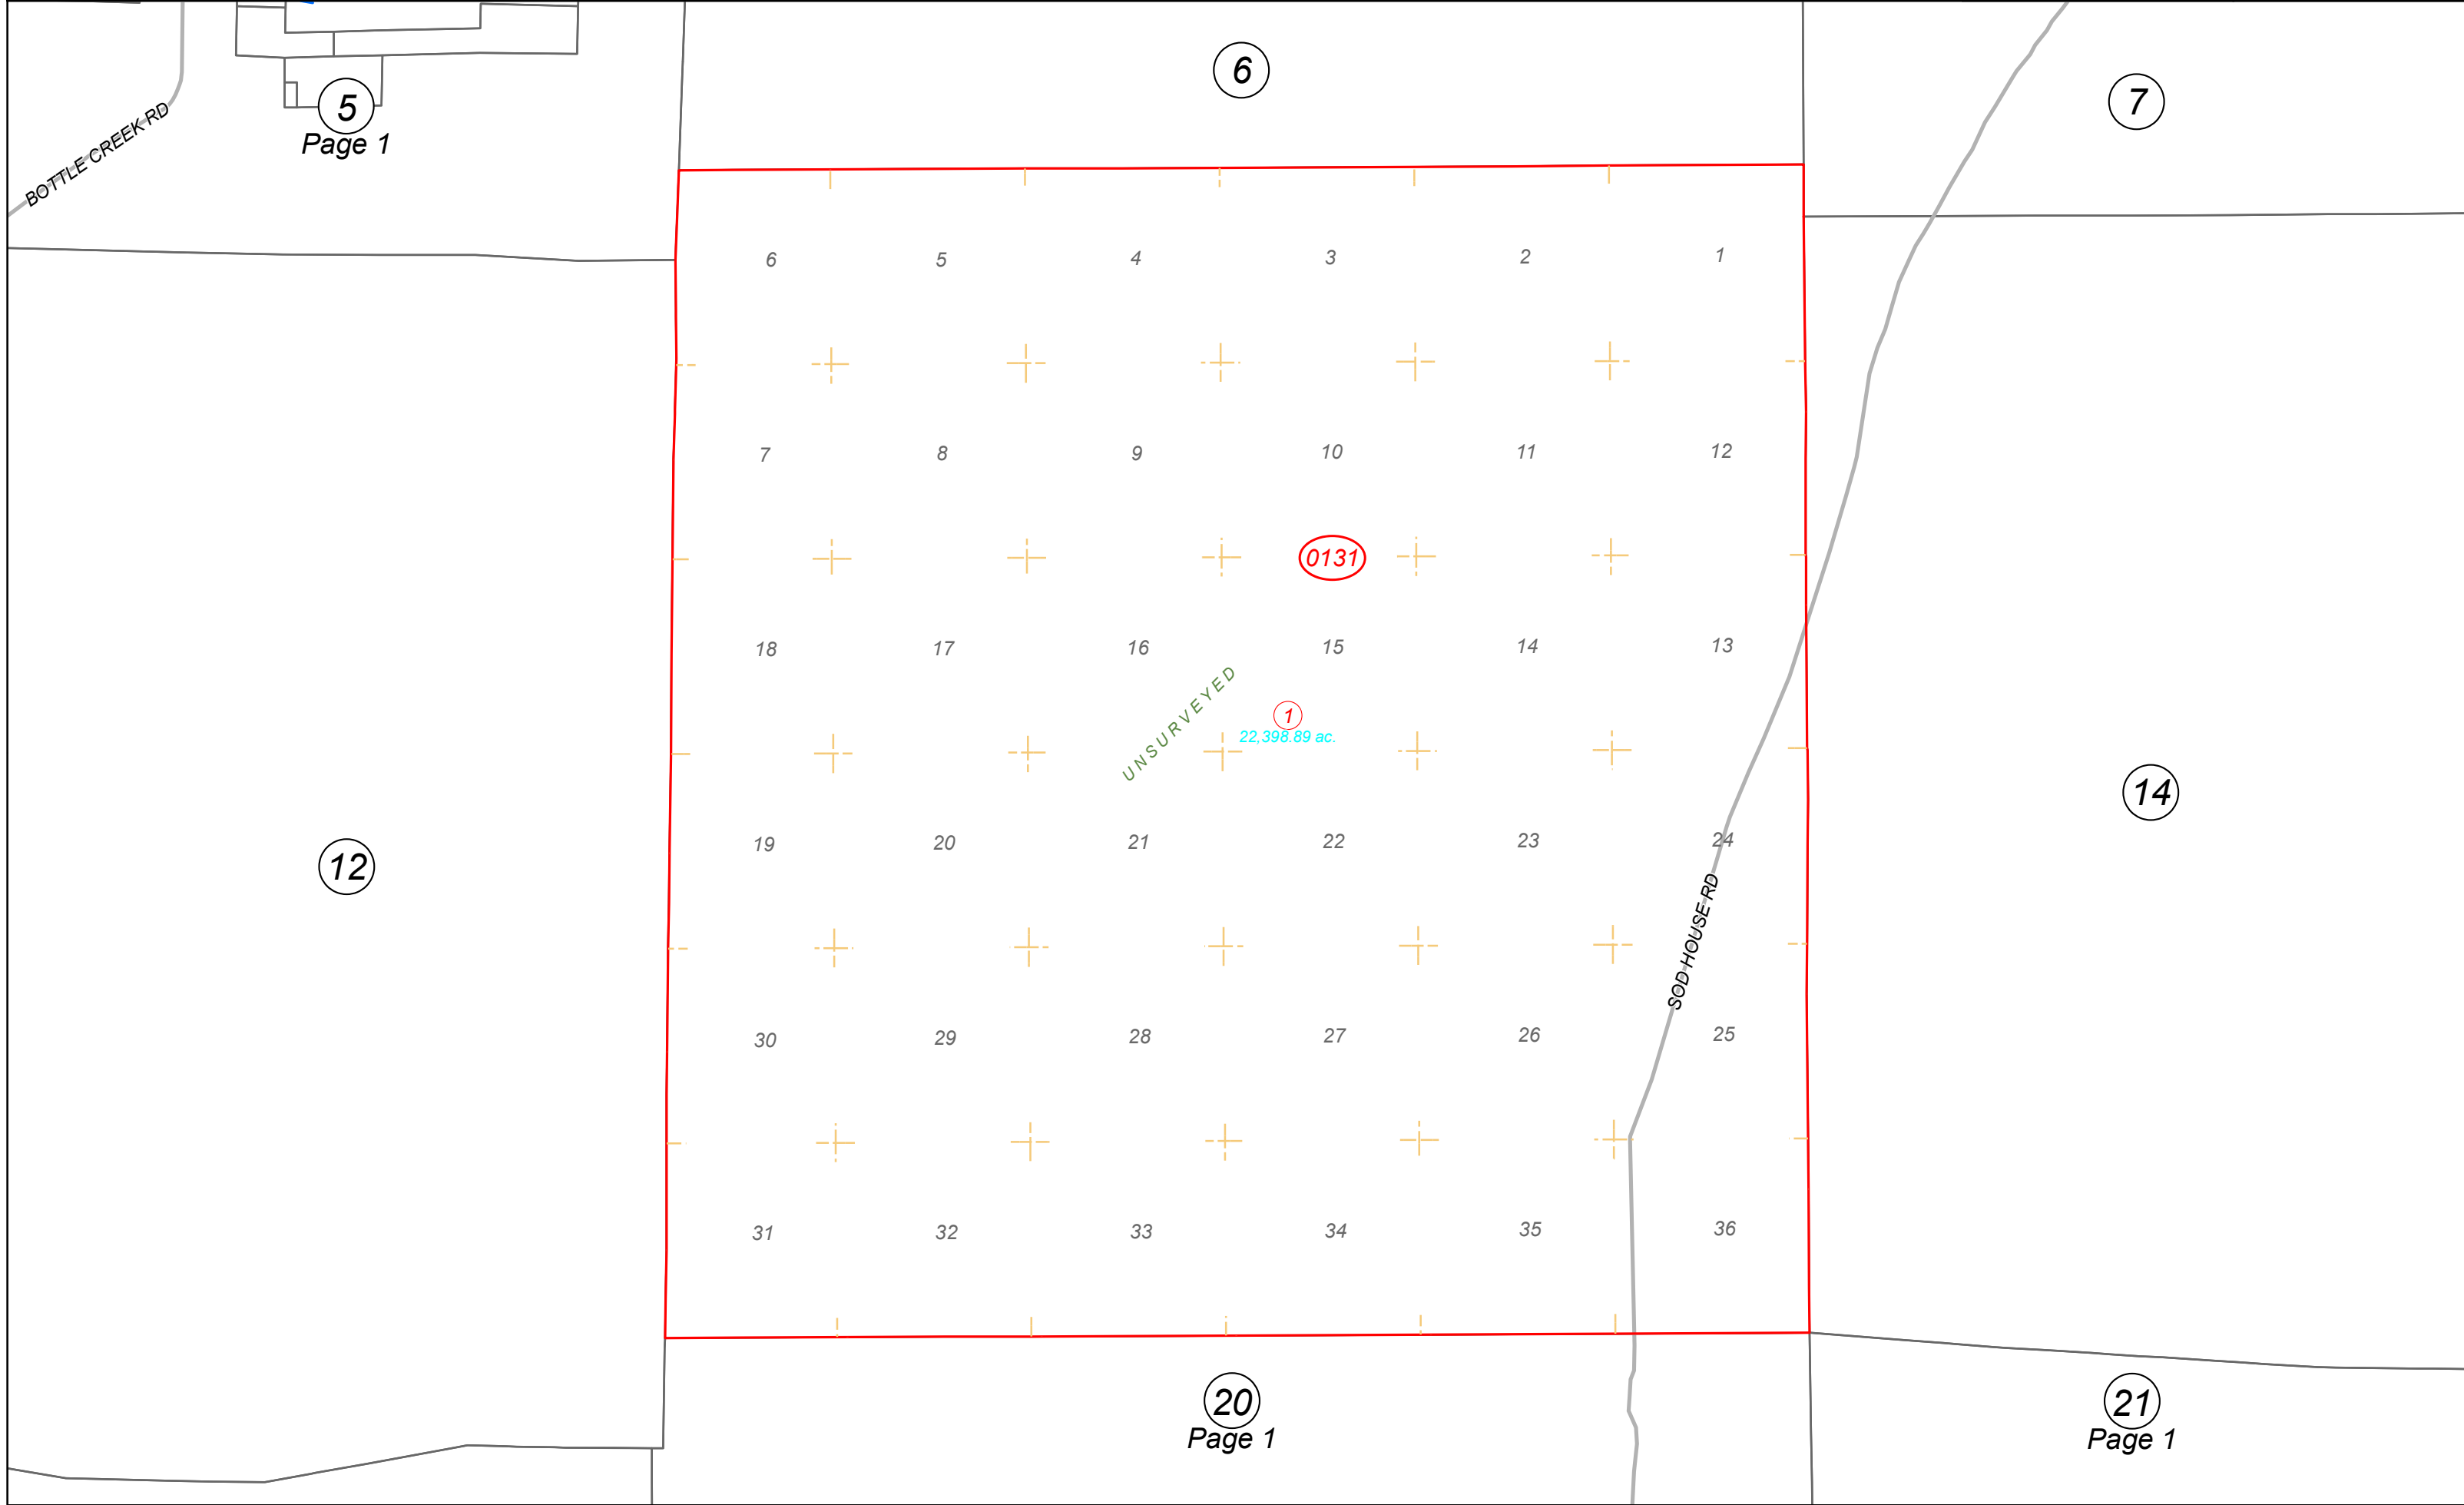 6
7
5
Page 1
BOTTLE CREEK RD
6 5 4 3 2 1
7 8 9 10 11 12
0131
18 17 16 15 14 13
UNSURVEYED
1
22,398.89 ac.
14
19 20 21 22 23 24
12
SOD HOUSE RD
30 29 28 27 26 25
31 32 33 34 35 36
20
Page 1
21
Page 1